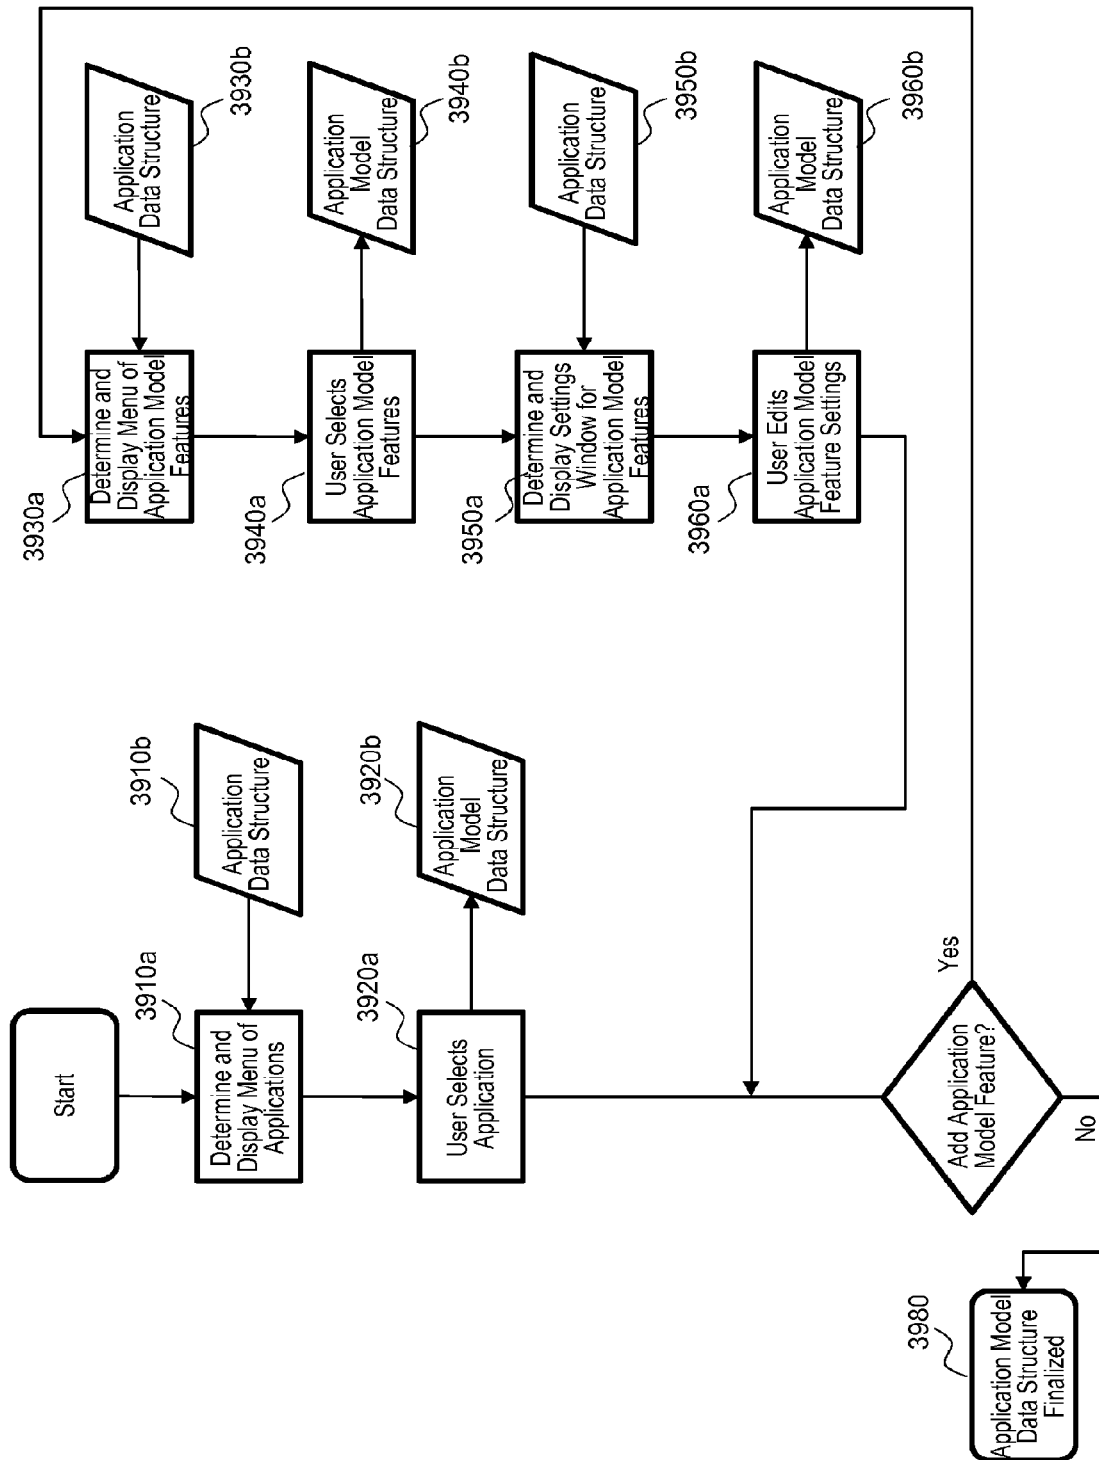 Start
3910a
Determine and
Display Menu of
Applications
3910b
Application
Data Structure
3920a
User Selects
Application
3920b
Application
Model
Data Structure
Add Application
Model Feature?
Yes
No
3930a
Determine and
Display Menu of
Application Model
Features
3930b
Application
Data Structure
3940a
User Selects
Application Model
Features
3940b
Application
Model
Data Structure
3950a
Determine and
Display Settings
Window for
Application Model
Features
3950b
Application
Data Structure
3960a
User Edits
Application Model
Feature Settings
3960b
Application
Model
Data Structure
3980
Application Model
Data Structure
Finalized